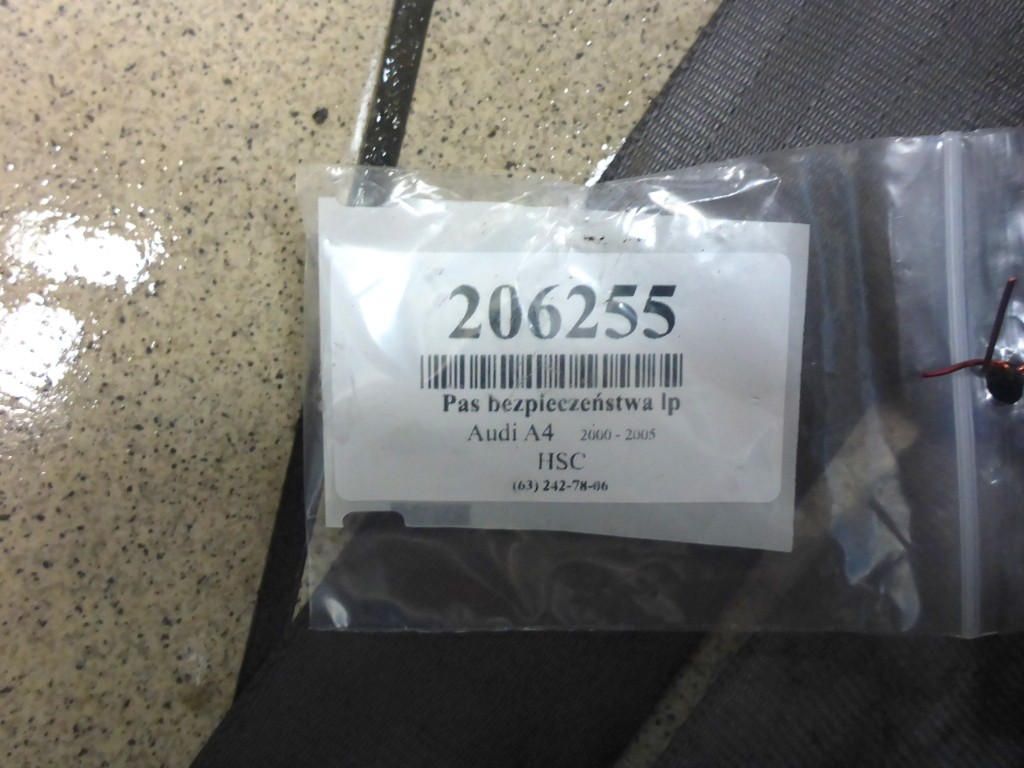 206255
Pas bezpieczeństwa lp
Audi A4 2000 - 2005
HSC
(63) 242-78-06